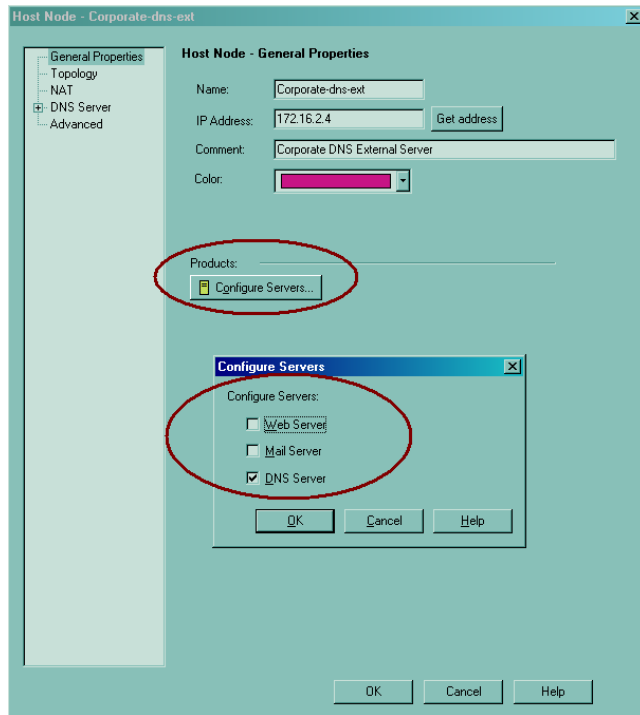 Host Node - Corporate-dns-ext
General Properties
Topology
NAT
DNS Server
Advanced
Host Node - General Properties
Name: Corporate-dns-ext
IP Address: 172.16.2.4 Get address
Comment: Corporate DNS External Server
Color:
Products:
Configure Servers...
Configure Servers
Configure Servers:
Web Server
Mail Server
DNS Server
OK Cancel Help
OK Cancel Help